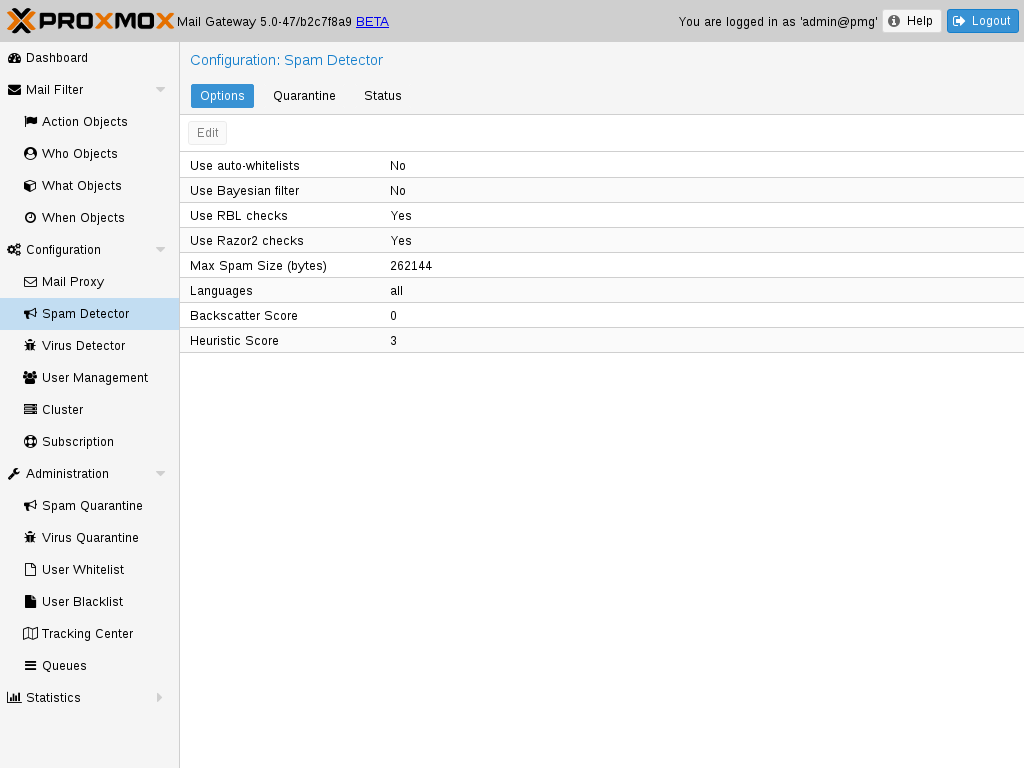 PROXMOX Mail Gateway 5.0-47/b2c7f8a9 BETA You are logged in as 'admin@pmg' Help Logout
Dashboard
Mail Filter
Action Objects
Who Objects
What Objects
When Objects
Configuration
Mail Proxy
Spam Detector
Virus Detector
User Management
Cluster
Subscription
Administration
Spam Quarantine
Virus Quarantine
User Whitelist
User Blacklist
Tracking Center
Queues
Statistics
Configuration: Spam Detector
Options Quarantine Status
Edit
Use auto-whitelists No
Use Bayesian filter No
Use RBL checks Yes
Use Razor2 checks Yes
Max Spam Size (bytes) 262144
Languages all
Backscatter Score 0
Heuristic Score 3